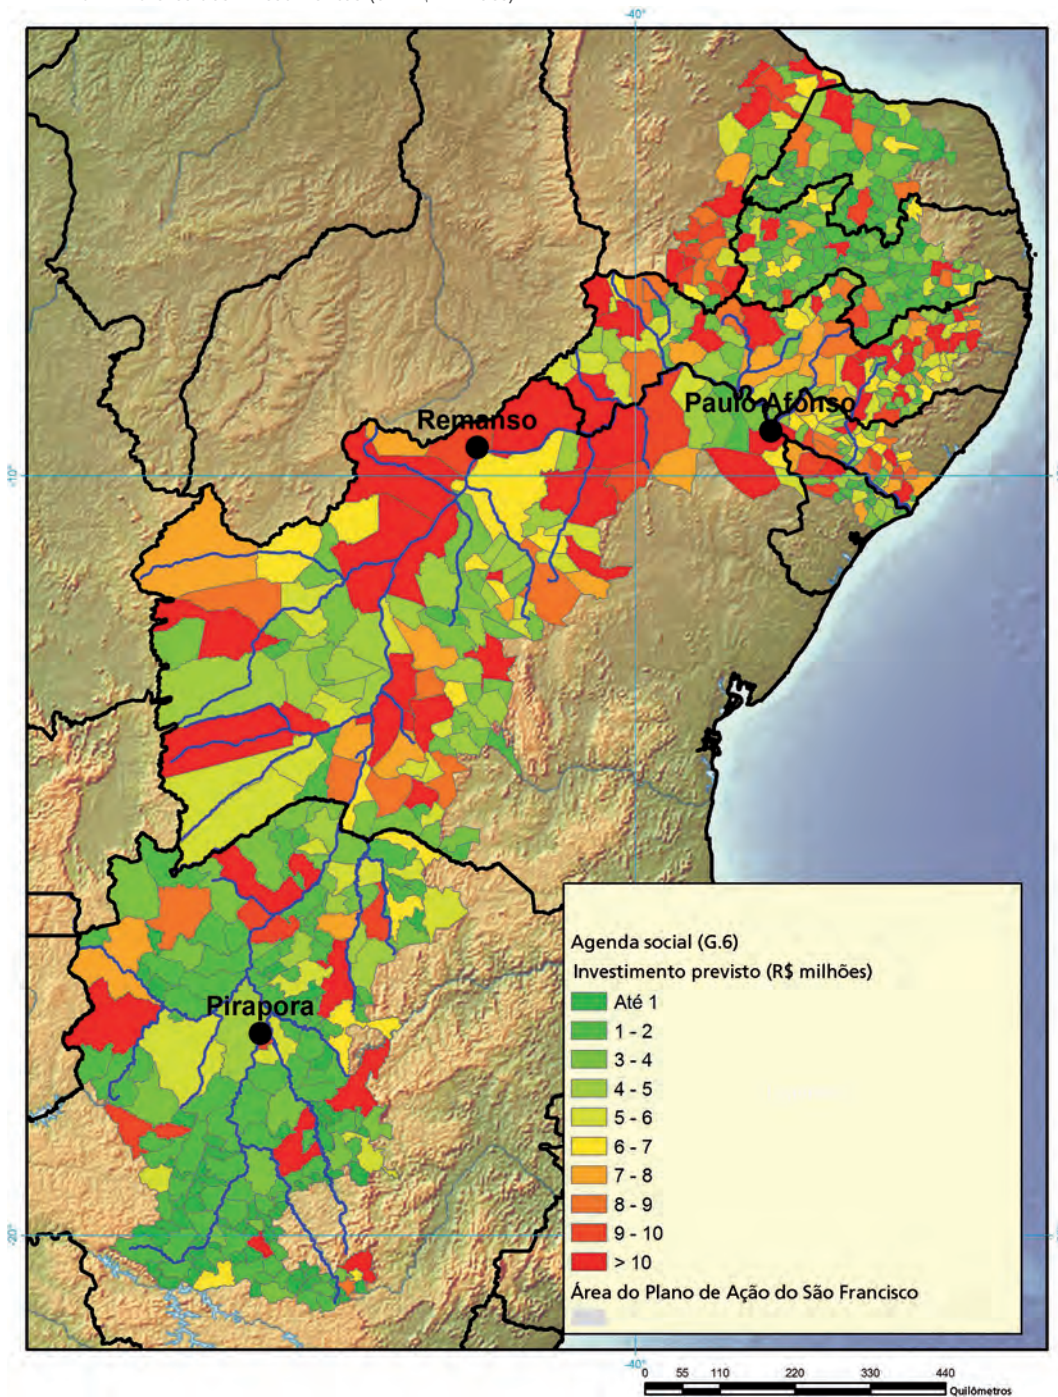 -40°
Remanso
Paulo Afonso
-10°
Pirapora
Agenda social (G.6)
Investimento previsto (R$ milhões)
Até 1
1 - 2
3 - 4
4 - 5
5 - 6
6 - 7
7 - 8
8 - 9
9 - 10
> 10
-20°
Área do Plano de Ação do São Francisco
-40°
0 55 110 220 330 440
Quilômetros